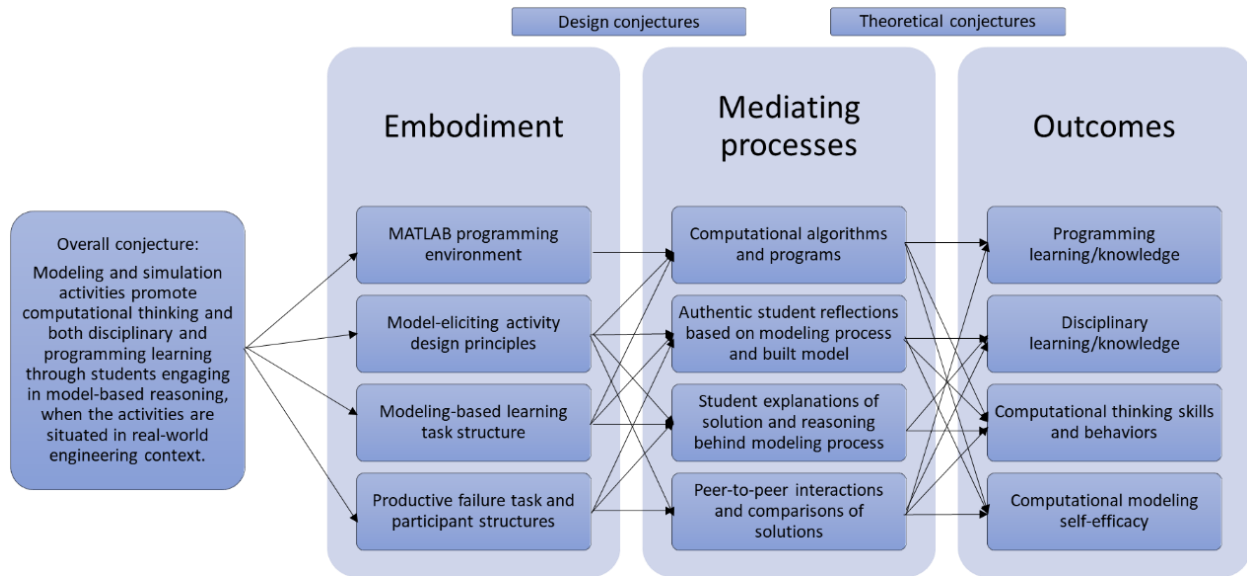 Design conjectures
Theoretical conjectures
Embodiment
Mediating
processes
Outcomes
Overall conjecture:
Modeling and simulation
activities promote
computational thinking and
both disciplinary and
programming learning
through students engaging
in model-based reasoning,
when the activities are
situated in real-world
engineering context.
MATLAB programming
environment
Model-eliciting activity
design principles
Modeling-based learning
task structure
Productive failure task and
participant structures
Computational algorithms
and programs
Authentic student reflections
based on modeling process
and built model
Student explanations of
solution and reasoning
behind modeling process
Peer-to-peer interactions
and comparisons of
solutions
Programming
learning/knowledge
Disciplinary
learning/knowledge
Computational thinking skills
and behaviors
Computational modeling
self-efficacy